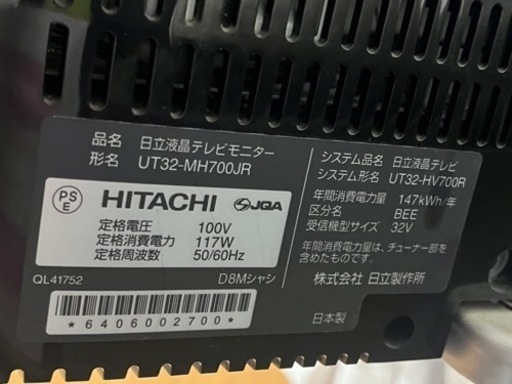 品名 日立液晶テレビモニター
形名 UT32-MH700JR
PS
E
HITACHI
JQA
定格電圧 100V
定格消費電力 117W
定格周波数 50/60Hz
QL41752
D8Mシャシ
*6406002700*
システム品名 日立液晶テレビ
システム形名 UT32-HV700R
年間消費電力量 147kWh/年
区分名 BEE
受信機型サイズ 32V
年間消費電力量は、チューナー部を
含めたものです。
株式会社 日立製作所
日本製